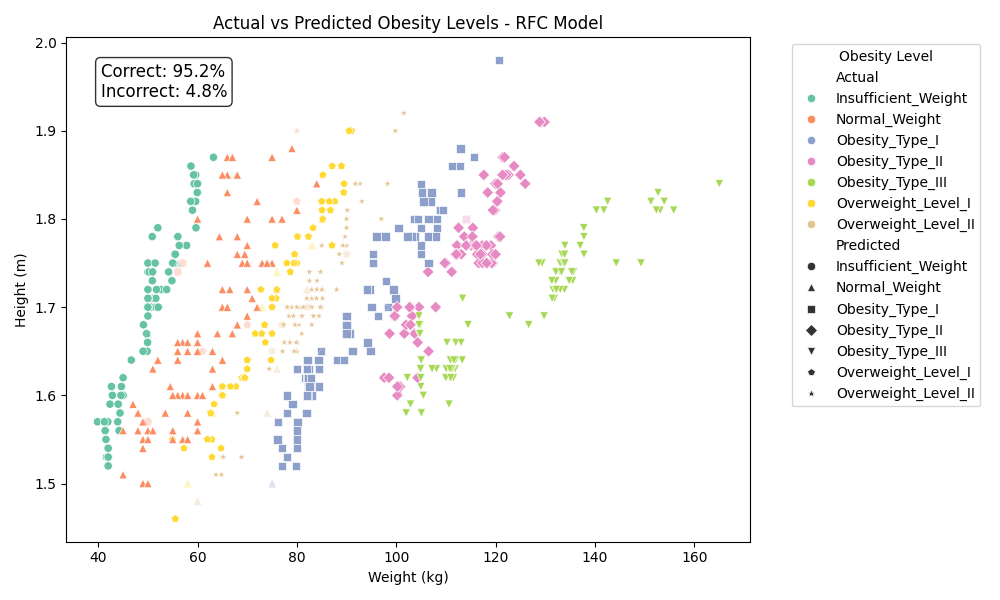 Actual vs Predicted Obesity Levels - RFC Model
Correct: 95.2%
Incorrect: 4.8%
2.0
1.9
1.8
1.7
1.6
1.5
Height (m)
40 60 80 100 120 140 160
Weight (kg)
Obesity Level
Actual
Insufficient_Weight
Normal_Weight
Obesity_Type_I
Obesity_Type_II
Obesity_Type_III
Overweight_Level_I
Overweight_Level_II
Predicted
Insufficient_Weight
Normal_Weight
Obesity_Type_I
Obesity_Type_II
Obesity_Type_III
Overweight_Level_I
Overweight_Level_II